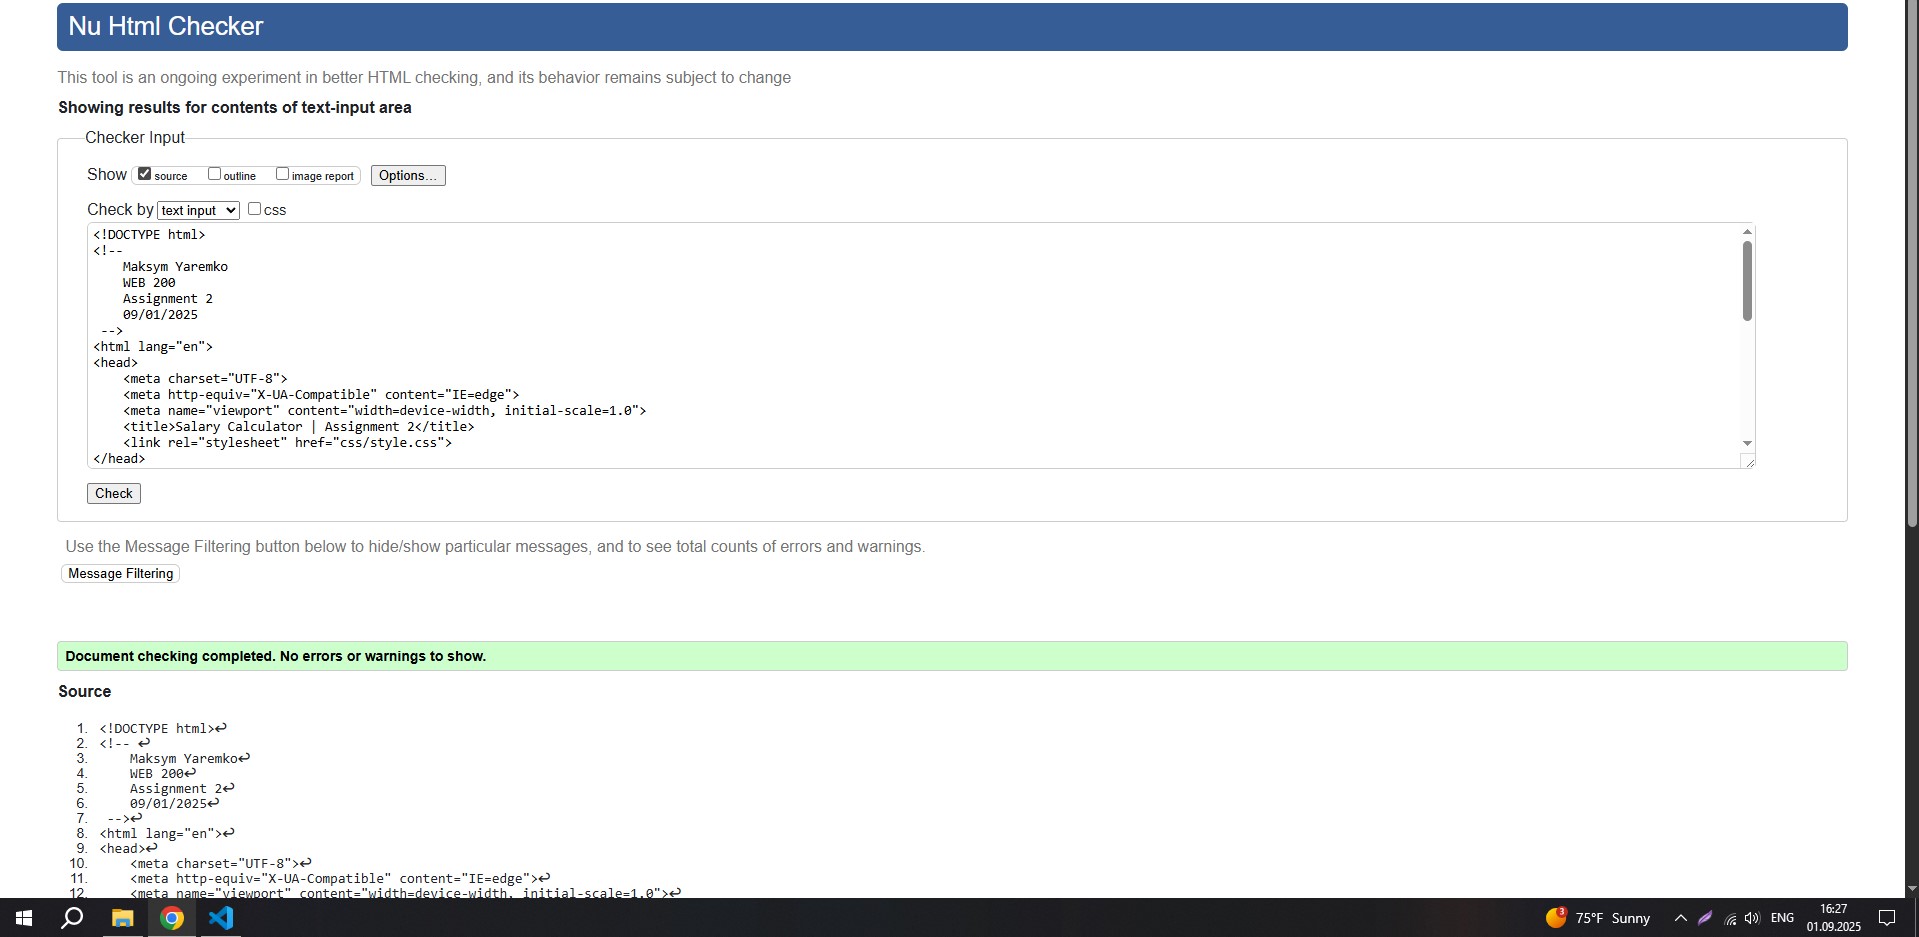 Nu Html Checker
This tool is an ongoing experiment in better HTML checking, and its behavior remains subject to change
Showing results for contents of text-input area
Checker Input
Show source outline image report Options...
Check by text input css
<!DOCTYPE html>
<!--
    Maksym Yaremko
    WEB 200
    Assignment 2
    09/01/2025
 -->
<html lang="en">
<head>
    <meta charset="UTF-8">
    <meta http-equiv="X-UA-Compatible" content="IE=edge">
    <meta name="viewport" content="width=device-width, initial-scale=1.0">
    <title>Salary Calculator | Assignment 2</title>
    <link rel="stylesheet" href="css/style.css">
</head>
Check
Use the Message Filtering button below to hide/show particular messages, and to see total counts of errors and warnings.
Message Filtering
Document checking completed. No errors or warnings to show.
Source
1. <!DOCTYPE html>↩
2. <!-- ↩
3.     Maksym Yaremko↩
4.     WEB 200↩
5.     Assignment 2↩
6.     09/01/2025↩
7.  -->↩
8. <html lang="en">↩
9. <head>↩
10.     <meta charset="UTF-8">↩
11.     <meta http-equiv="X-UA-Compatible" content="IE=edge">↩
12.     <meta name="viewport" content="width=device-width, initial-scale=1.0">↩
3 75°F Sunny ENG 16:27
01.09.2025